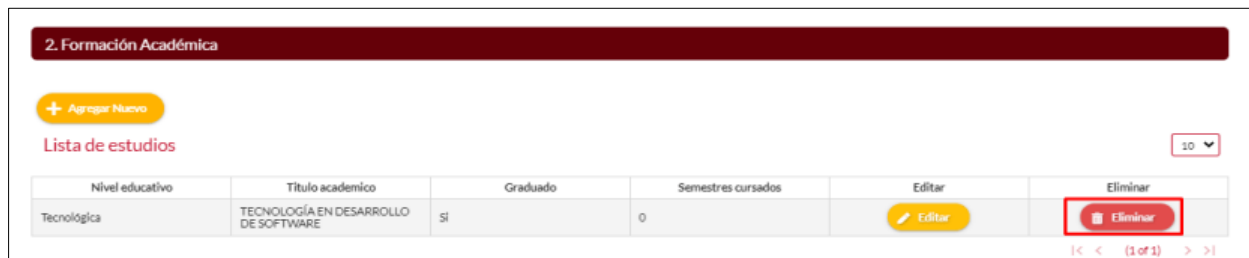 2. Formación Académica
+ Agregar Nuevo
Lista de estudios
10
Nivel educativo Titulo academico Graduado Semestres cursados Editar Eliminar
Tecnológica TECNOLOGÍA EN DESARROLLO DE SOFTWARE Si 0 Editar Eliminar
|< < (1 of 1) > >|